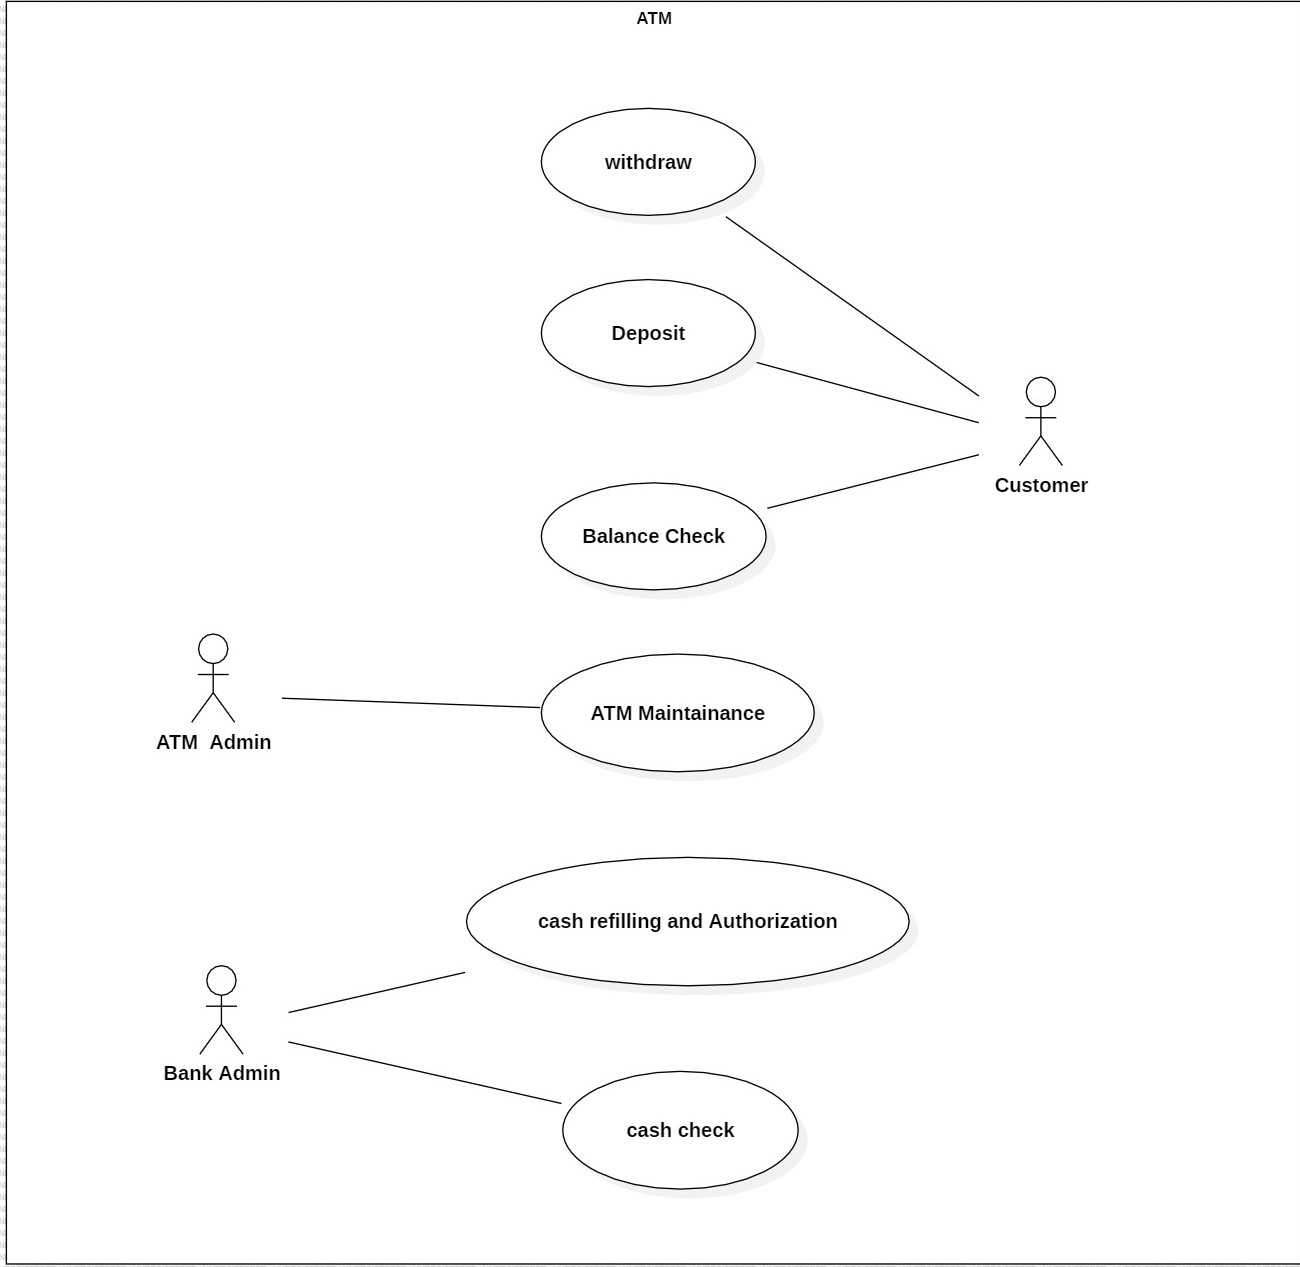 ATM
withdraw
Deposit
Customer
Balance Check
ATM Maintainance
ATM  Admin
cash refilling and Authorization
Bank Admin
cash check